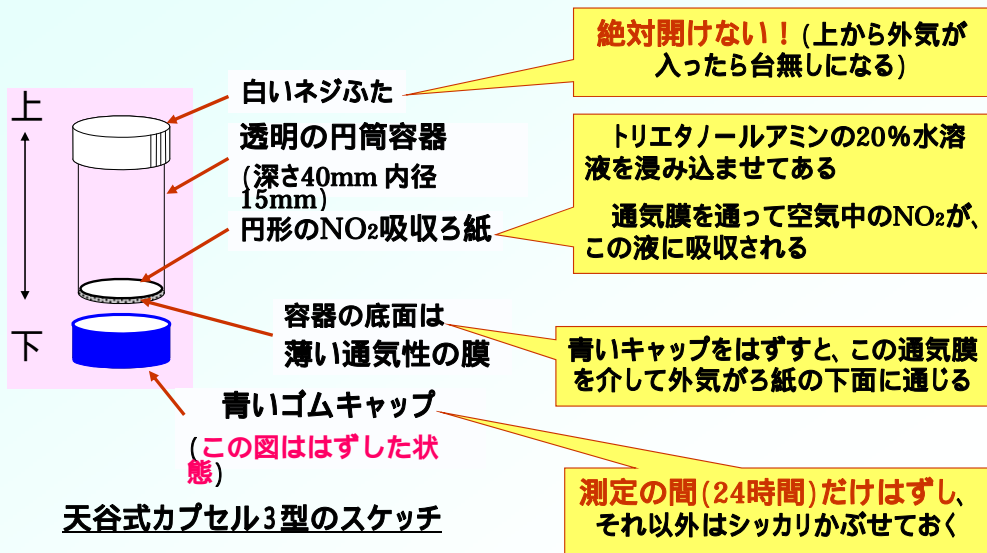 絶対開けない！(上から外気が
入ったら台無しになる)
上
白いネジふた
透明の円筒容器
(深さ40mm 内径
15mm)
円形のNO₂吸収ろ紙
トリエタノールアミンの20%水溶
液を浸み込ませてある
通気膜を通って空気中のNO₂が、
この液に吸収される
容器の底面は
薄い通気性の膜
下
青いキャップをはずすと、この通気膜
を介して外気がろ紙の下面に通じる
青いゴムキャップ
(この図ははずした状
態)
測定の間(24時間)だけはずし、
それ以外はシッカリかぶせておく
天谷式カプセル3型のスケッチ